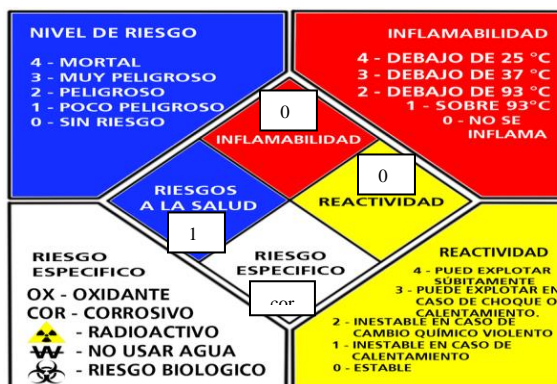 NIVEL DE RIESGO
4 - MORTAL
3 - MUY PELIGROSO
2 - PELIGROSO
1 - POCO PELIGROSO
0 - SIN RIESGO
INFLAMABILIDAD
4 - DEBAJO DE 25 °C
3 - DEBAJO DE 37 °C
2 - DEBAJO DE 93 °C
1 - SOBRE 93°C
0 - NO SE
INFLAMA
0
INFLAMABILIDAD
0
REACTIVIDAD
RIESGOS
A LA SALUD
1
RIESGO
ESPECIFICO
cor
RIESGO
ESPECIFICO
OX - OXIDANTE
COR - CORROSIVO
- RADIOACTIVO
W - NO USAR AGUA
- RIESGO BIOLOGICO
REACTIVIDAD
4 - PUED EXPLOTAR
SÚBITAMENTE
3 - PUEDE EXPLOTAR EN
CASO DE CHOQUE O
CALENTAMIENTO.
2 - INESTABLE EN CASO DE
CAMBIO QUÍMICO VIOLENTO
1 - INESTABLE EN CASO DE
CALENTAMIENTO
0 - ESTABLE